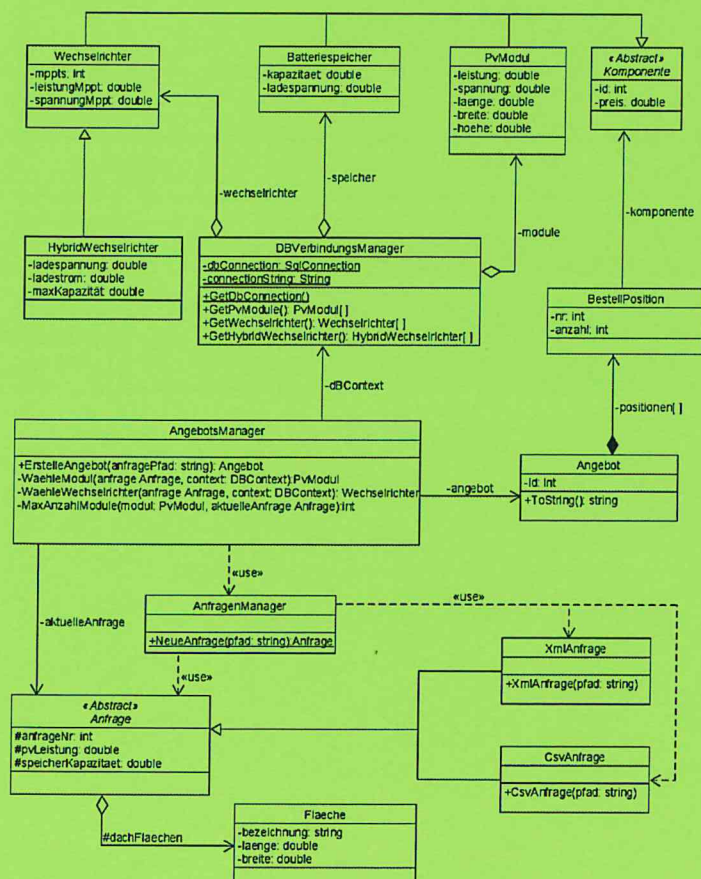 Wechselrichter
-mppts: int
-leistungMppt: double
-spannungMppt: double
Batteriespeicher
-kapazitaet: double
-ladespannung: double
PvModul
-leistung: double
-spannung: double
-laenge: double
-breite: double
-hoehe: double
«Abstract»
Komponente
-id: int
-preis: double
-wechselrichter
-speicher
-module
-komponente
HybridWechselrichter
-ladespannung: double
-ladestrom: double
-maxKapazität: double
DBVerbindungsManager
-dbConnection: SqlConnection
-connectionString: String
+GetDbConnection()
+GetPvModule(): PvModul[ ]
+GetWechselrichter(): Wechselrichter[ ]
+GetHybridWechselrichter(): HybridWechselrichter[ ]
BestellPosition
-nr: int
-anzahl: int
-dBContext
-positionen[ ]
AngebotsManager
+ErstelleAngebot(anfragePfad: string): Angebot
-WaehleModul(anfrage Anfrage, context: DBContext):PvModul
-WaehleWechselrichter(anfrage Anfrage, context: DBContext): Wechselrichter
-MaxAnzahlModule(modul: PvModul, aktuelleAnfrage Anfrage):int
-angebot
Angebot
-id: int
+ToString(): string
«use»
-aktuelleAnfrage
AnfragenManager
+NeueAnfrage(pfad: string):Anfrage
«use»
«use»
XmlAnfrage
+XmlAnfrage(pfad: string)
«Abstract»
Anfrage
#anfrageNr: int
#pvLeistung: double
#speicherKapazitaet: double
CsvAnfrage
+CsvAnfrage(pfad: string)
#dachFlaechen
Flaeche
-bezeichnung: string
-laenge: double
-breite: double